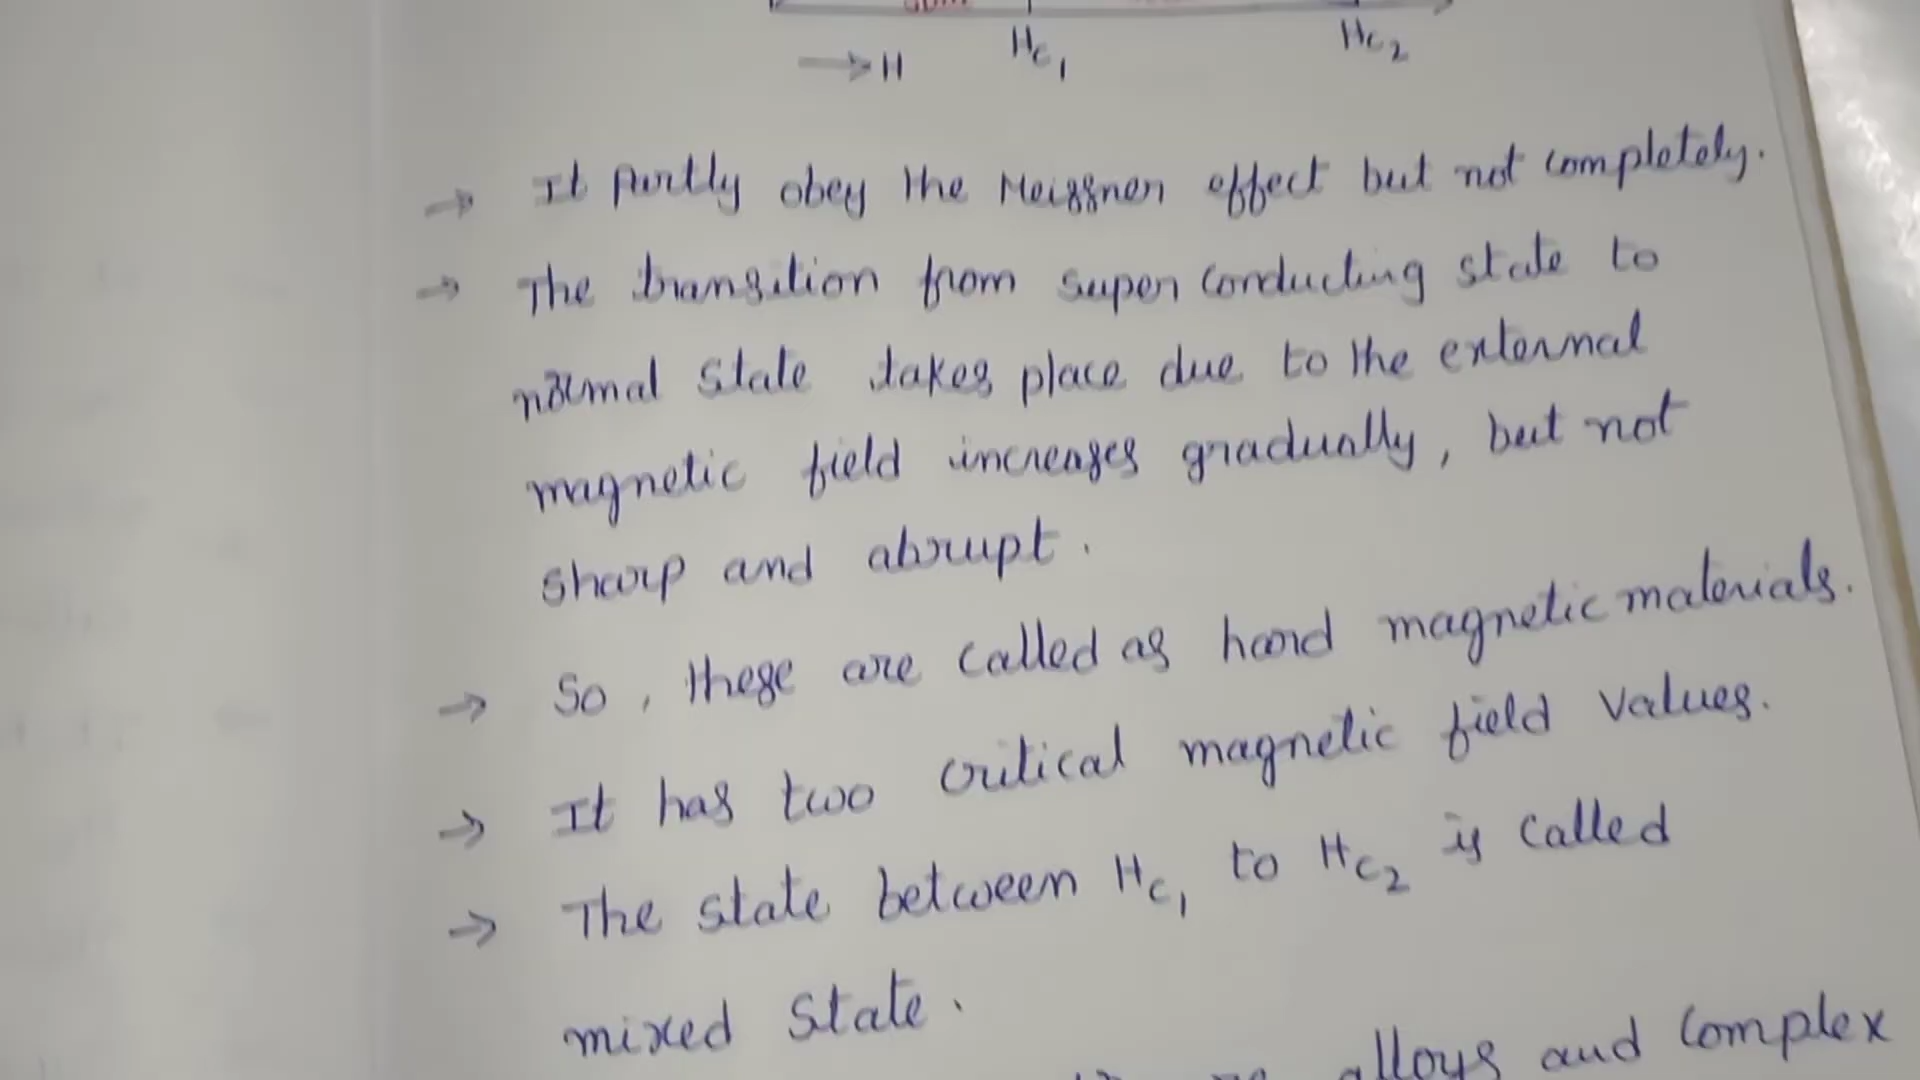 → H Hc1 Hc2
→ It partly obey the Meissner effect but not completely.
→ The transition from super conducting state to
normal state takes place due to the external
magnetic field increases gradually, but not
sharp and abrupt.
→ So, these are called as hard magnetic materials.
→ It has two critical magnetic field values.
→ The state between Hc1 to Hc2 is called
mixed state.
alloys and complex